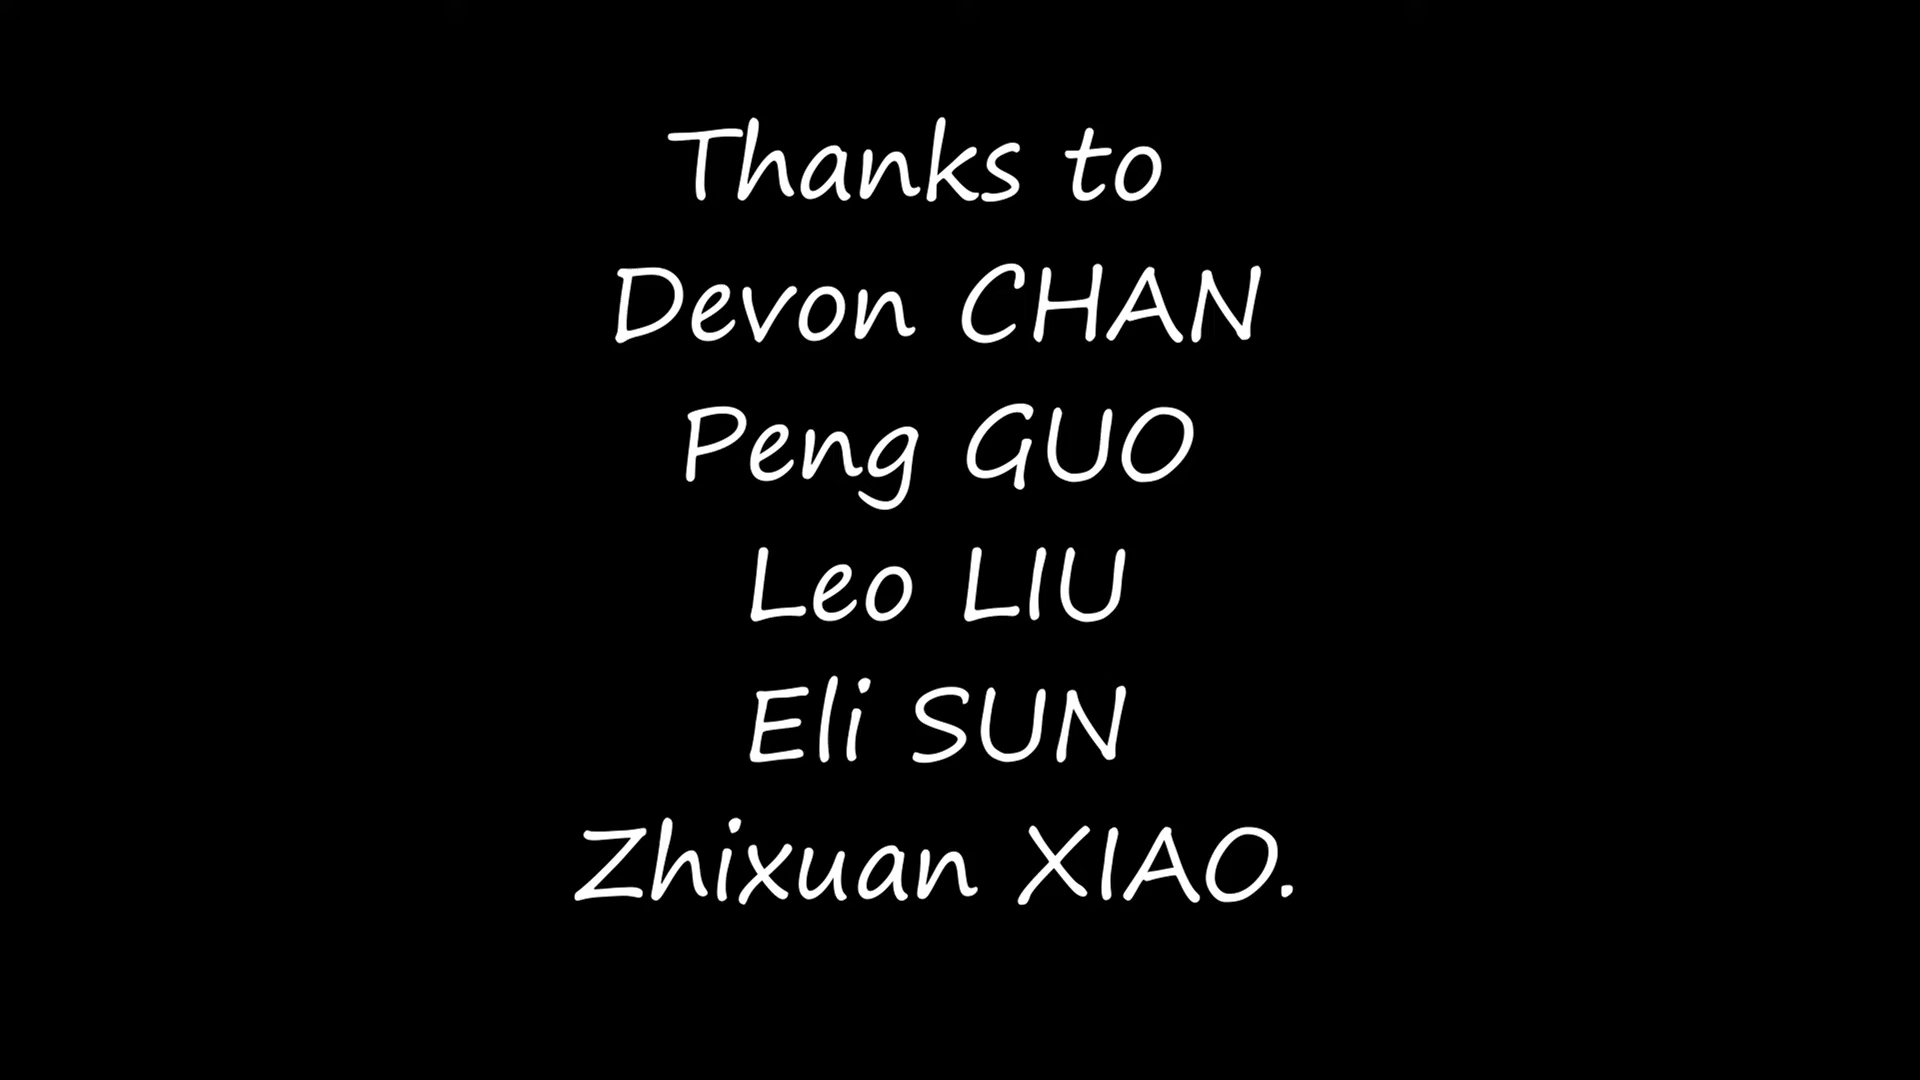 Thanks to
Devon CHAN
Peng GUO
Leo LIU
Eli SUN
Zhixuan XIAO.